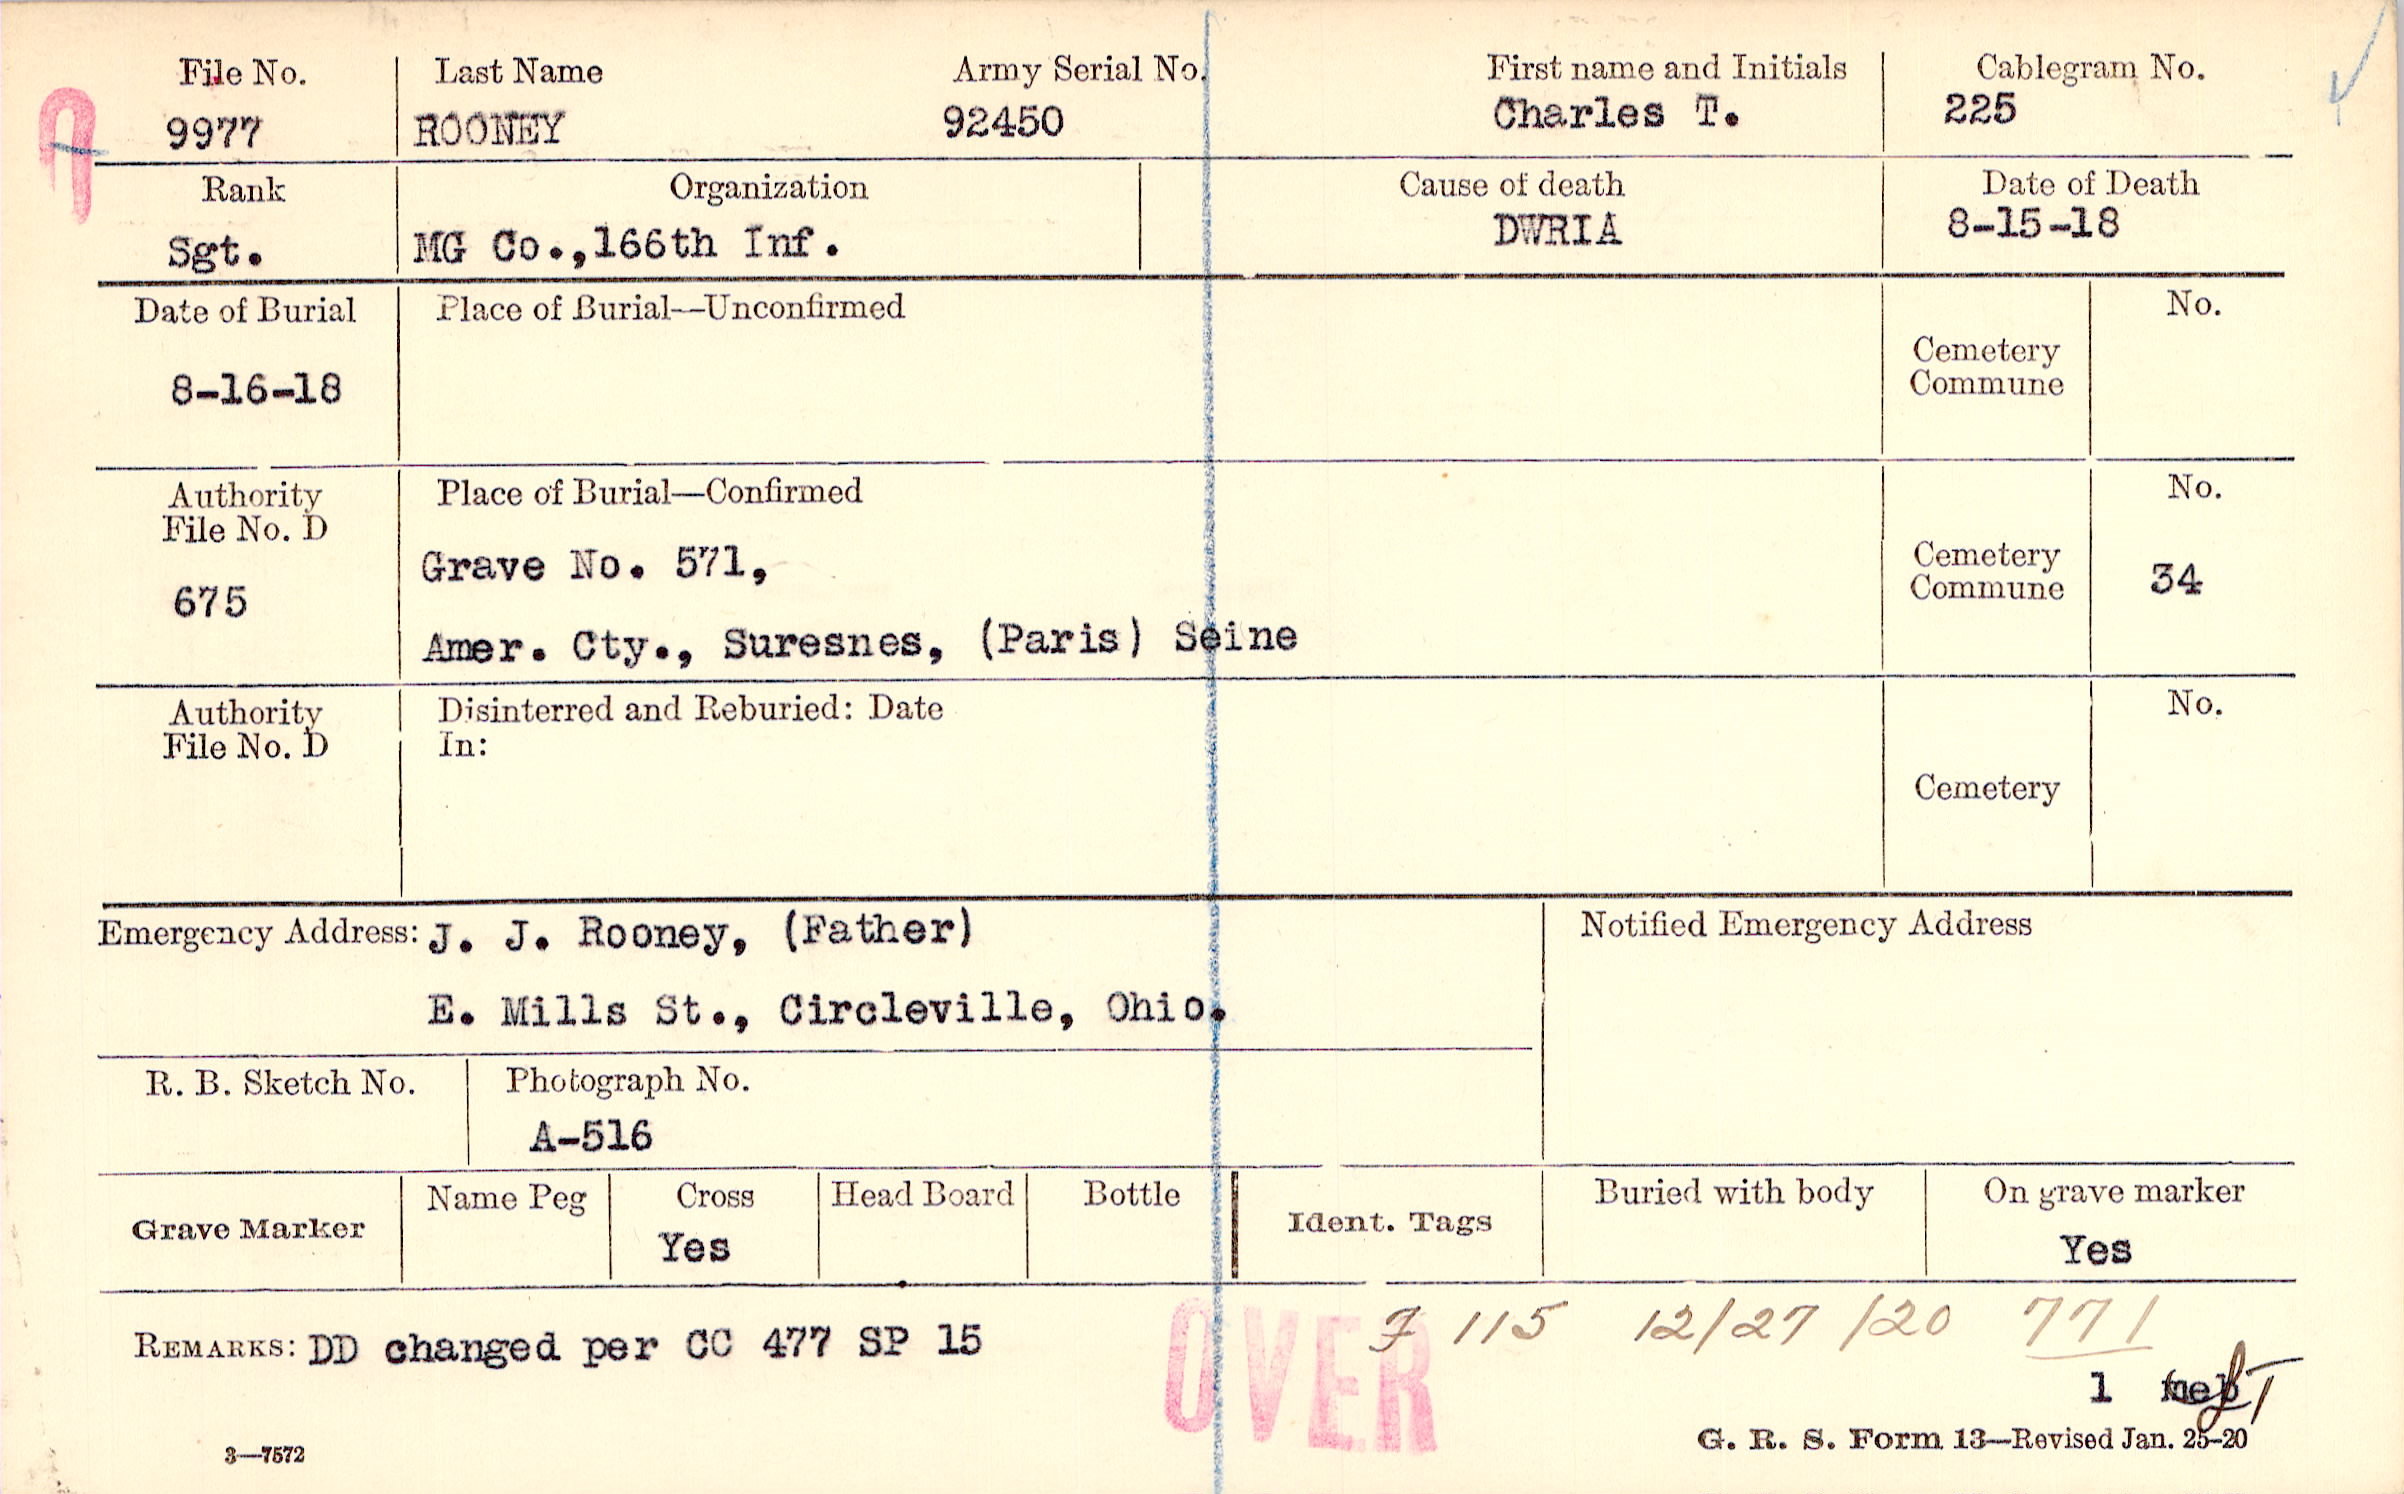 File No. Last Name Army Serial No. First name and Initials Cablegram No.
9977 ROONEY 92450 Charles T. 225
Rank Organization Cause of death Date of Death
Sgt. MG Co.,166th Inf. DWRIA 8-15-18
Date of Burial Place of Burial—Unconfirmed No.
Cemetery
Commune
8-16-18
Authority Place of Burial—Confirmed No.
File No. D
Grave No. 571,
Cemetery
Commune 34
675
Amer. Cty., Suresnes, (Paris) Seine
Authority Disinterred and Reburied: Date No.
File No. D In:
Cemetery
Emergency Address: J. J. Rooney, (Father) Notified Emergency Address
E. Mills St., Circleville, Ohio.
R. B. Sketch No. Photograph No.
A-516
Grave Marker Name Peg Cross Head Board Bottle Ident. Tags Buried with body On grave marker
Yes Yes
115 12/27/20 771
REMARKS: DD changed per CC 477 SP 15
OVER
1
G. R. S. Form 13—Revised Jan. 25-20
3—7572